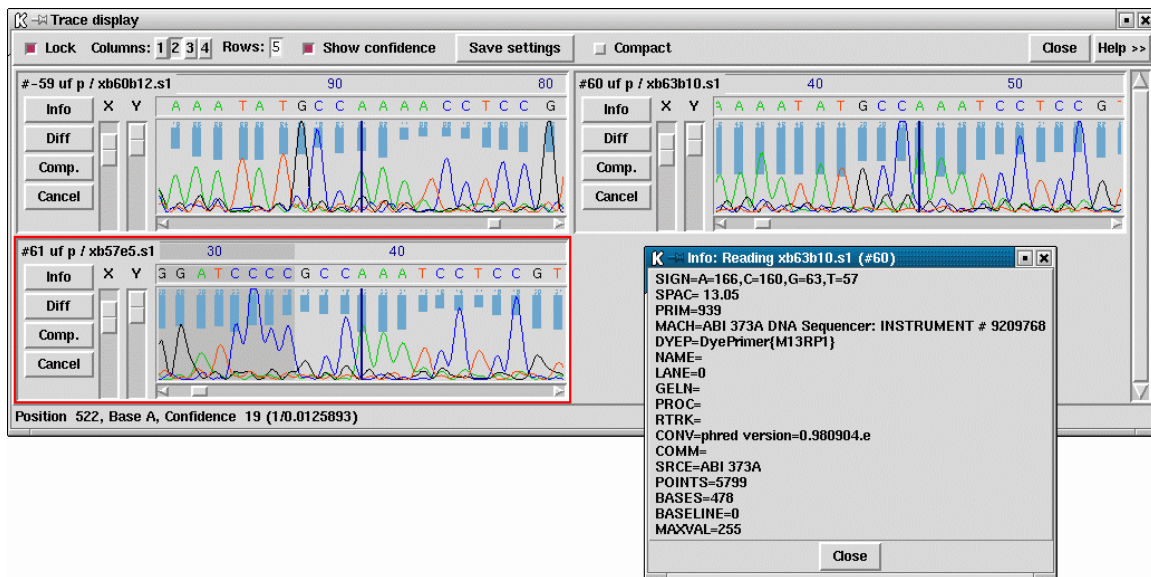 Trace display
Lock Columns: 1 2 3 4 Rows: 5 Show confidence Save settings Compact Close Help >>
#-59 uf p / xb60b12.s1 90 80
Info X Y A A A T A T G C C A A A A C C T C C G
Diff
Comp.
Cancel
#60 uf p / xb63b10.s1 40 50
Info X Y A A A A T A T G C C A A A T C C T C C G T
Diff
Comp.
Cancel
#61 uf p / xb57e5.s1 30 40
Info X Y G G A T C C C C G C C A A A T C C T C C G T
Diff
Comp.
Cancel
Position 522, Base A, Confidence 19 (1/0.0125893)
Info: Reading xb63b10.s1 (#60)
SIGN=A=166,C=160,G=63,T=57
SPAC= 13.05
PRIM=939
MACH=ABI 373A DNA Sequencer: INSTRUMENT # 9209768
DYEP=DyePrimer{M13RP1}
NAME=
LANE=0
GELN=
PROC=
RTRK=
CONV=phred version=0.980904.e
COMM=
SRCE=ABI 373A
POINTS=5799
BASES=478
BASELINE=0
MAXVAL=255
Close